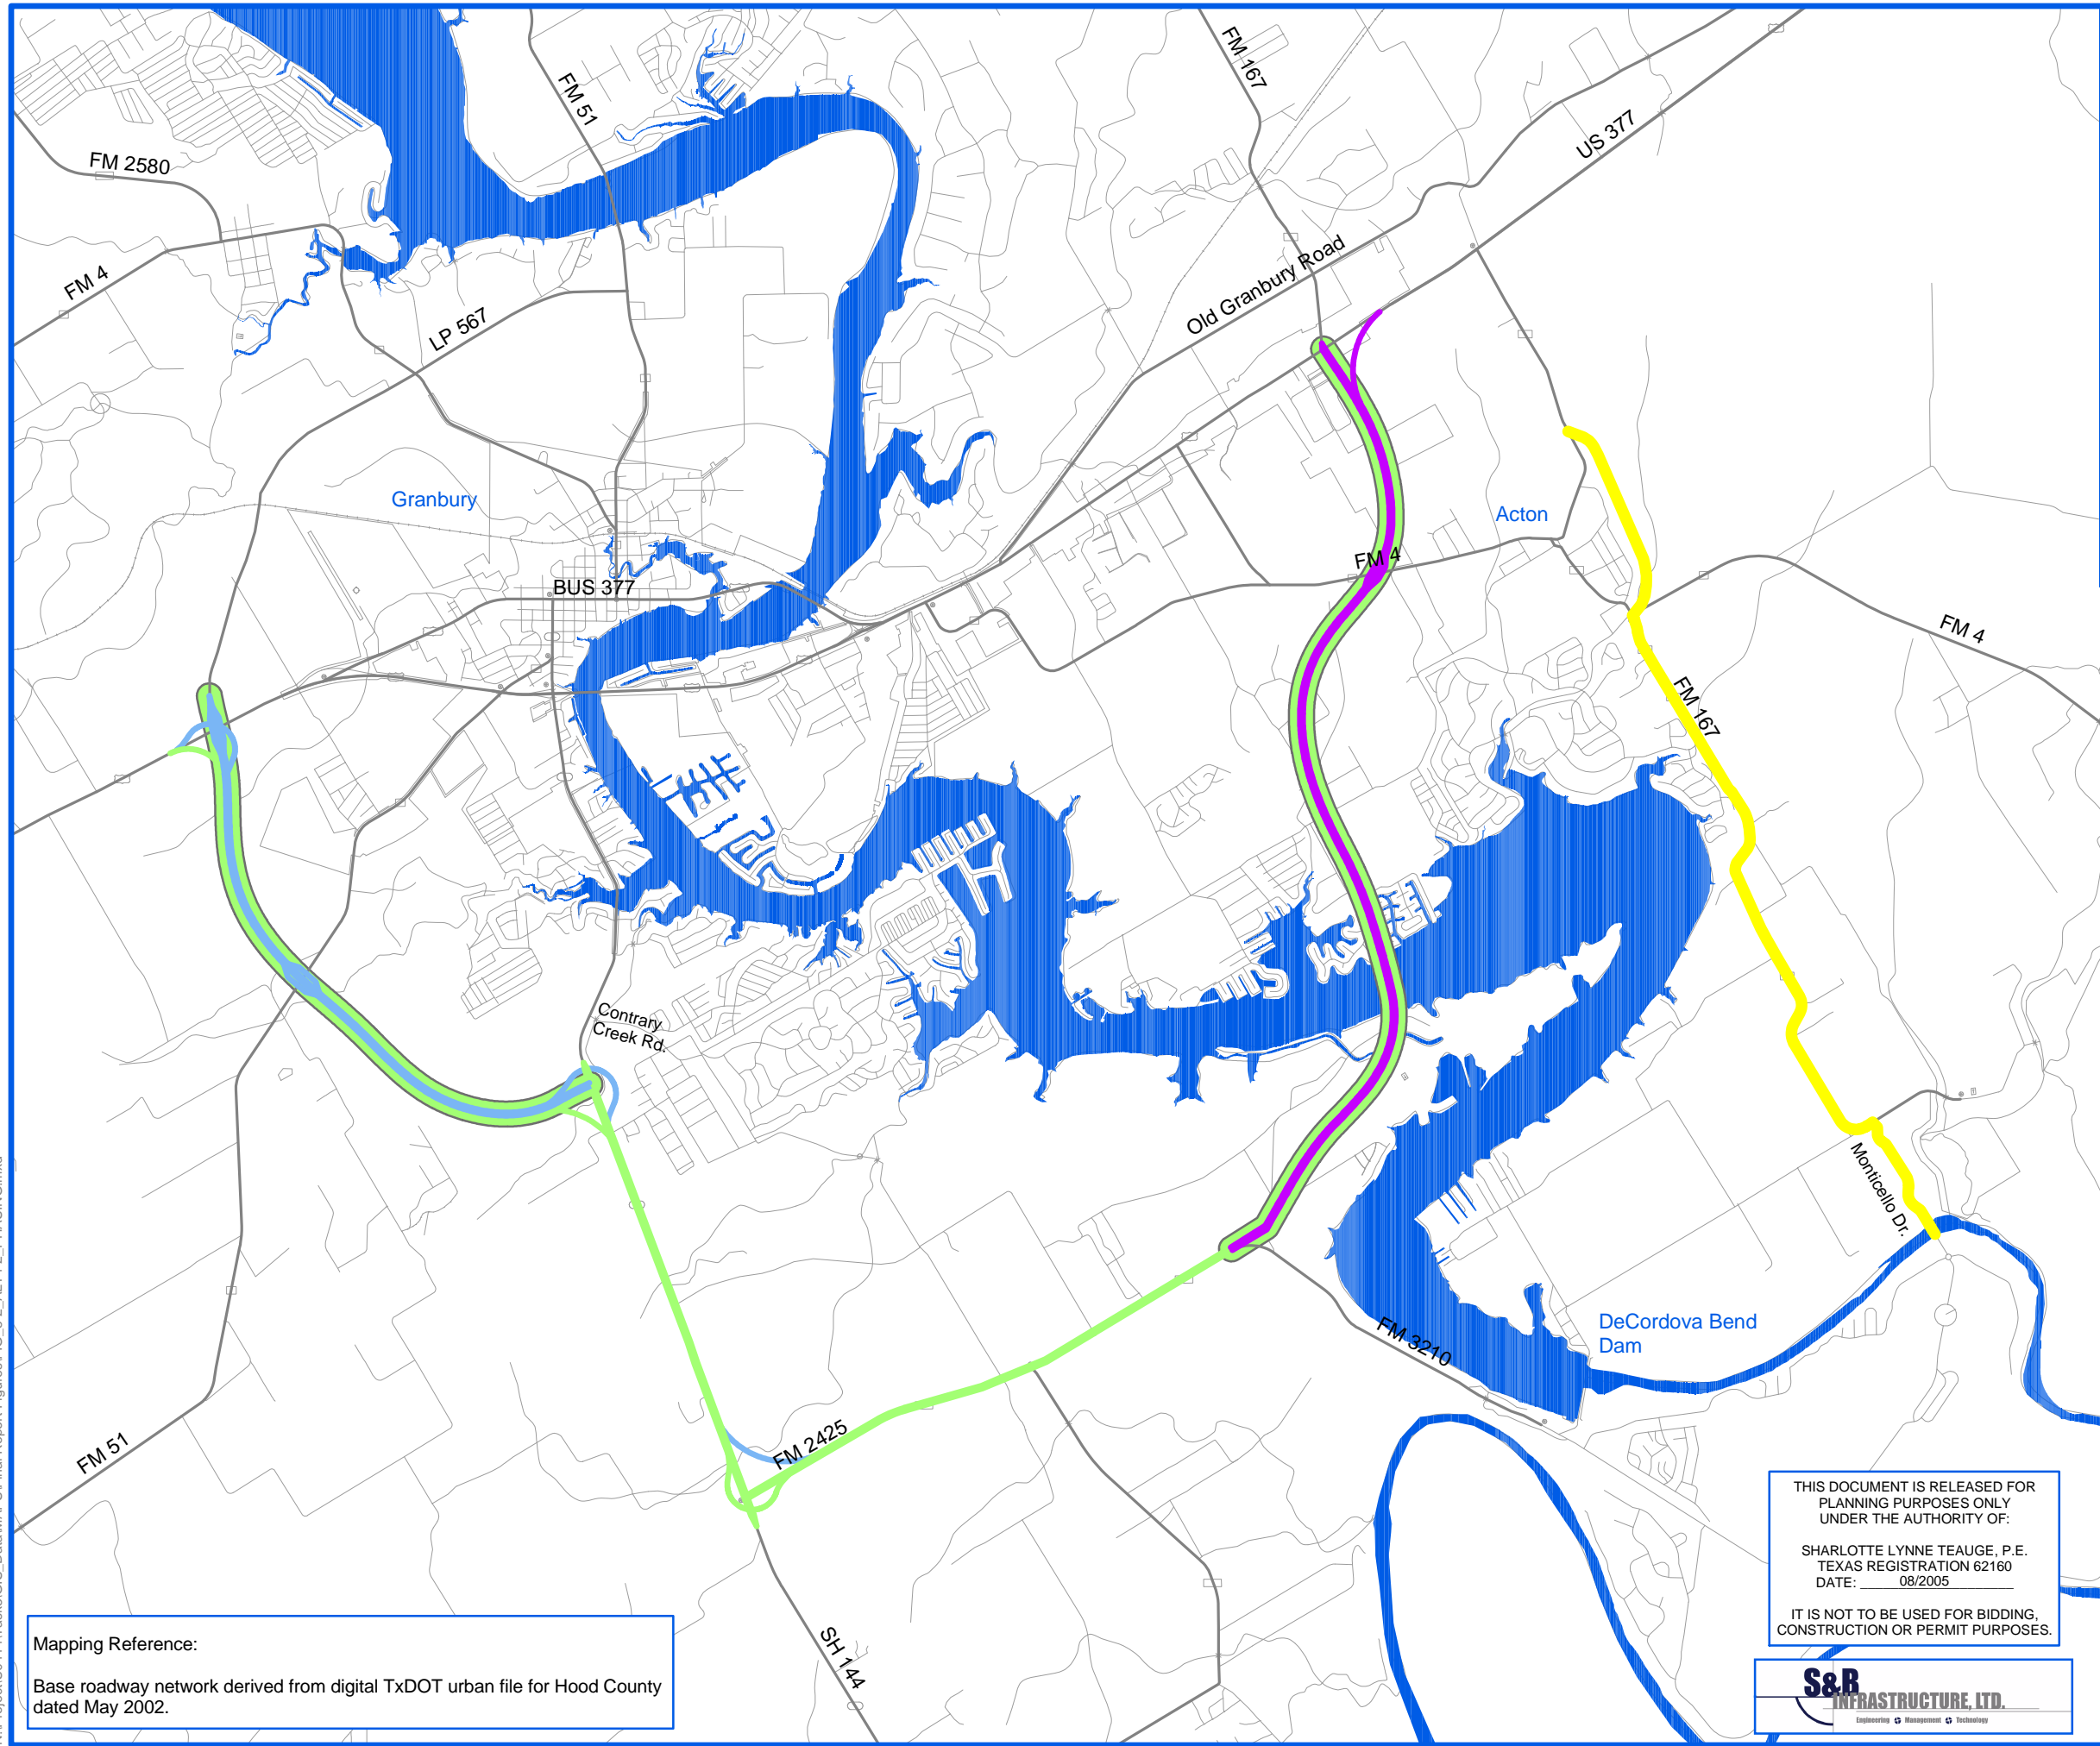 FM 51
FM 167
US 377
FM 2580
FM 4
LP 567
Old Granbury Road
Granbury
Acton
FM 4
BUS 377
FM 4
FM 167
Contrary
Creek Rd.
Monticello Dr.
DeCordova Bend
Dam
FM 3210
FM 2425
FM 51
SH 144
THIS DOCUMENT IS RELEASED FOR
PLANNING PURPOSES ONLY
UNDER THE AUTHORITY OF:
SHARLOTTE LYNNE TEAUGE, P.E.
TEXAS REGISTRATION 62160
DATE: 08/2005
IT IS NOT TO BE USED FOR BIDDING,
CONSTRUCTION OR PERMIT PURPOSES.
Mapping Reference:
Base roadway network derived from digital TxDOT urban file for Hood County
dated May 2002.
S&B
INFRASTRUCTURE, LTD.
Engineering Management Technology